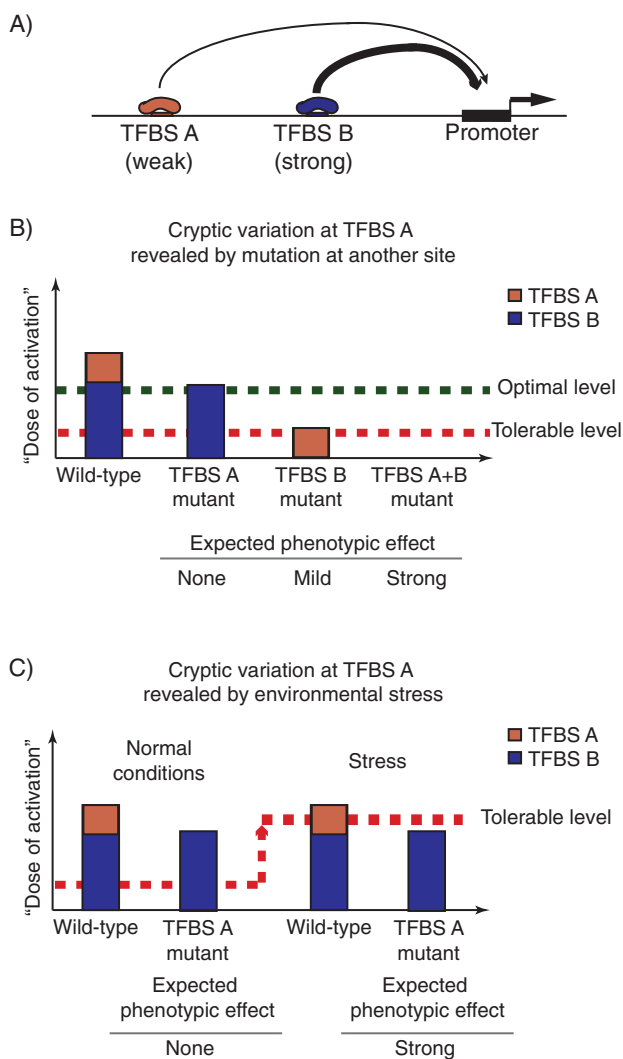 A)
TFBS A
(weak)
TFBS B
(strong)
Promoter
B)
Cryptic variation at TFBS A
revealed by mutation at another site
“Dose of activation”
TFBS A
TFBS B
Optimal level
Tolerable level
Wild-type
TFBS A
mutant
TFBS B
mutant
TFBS A+B
mutant
Expected phenotypic effect
None
Mild
Strong
C)
Cryptic variation at TFBS A
revealed by environmental stress
“Dose of activation”
Normal
conditions
Stress
TFBS A
TFBS B
Tolerable level
Wild-type
TFBS A
mutant
Wild-type
TFBS A
mutant
Expected
phenotypic effect
None
Expected
phenotypic effect
Strong